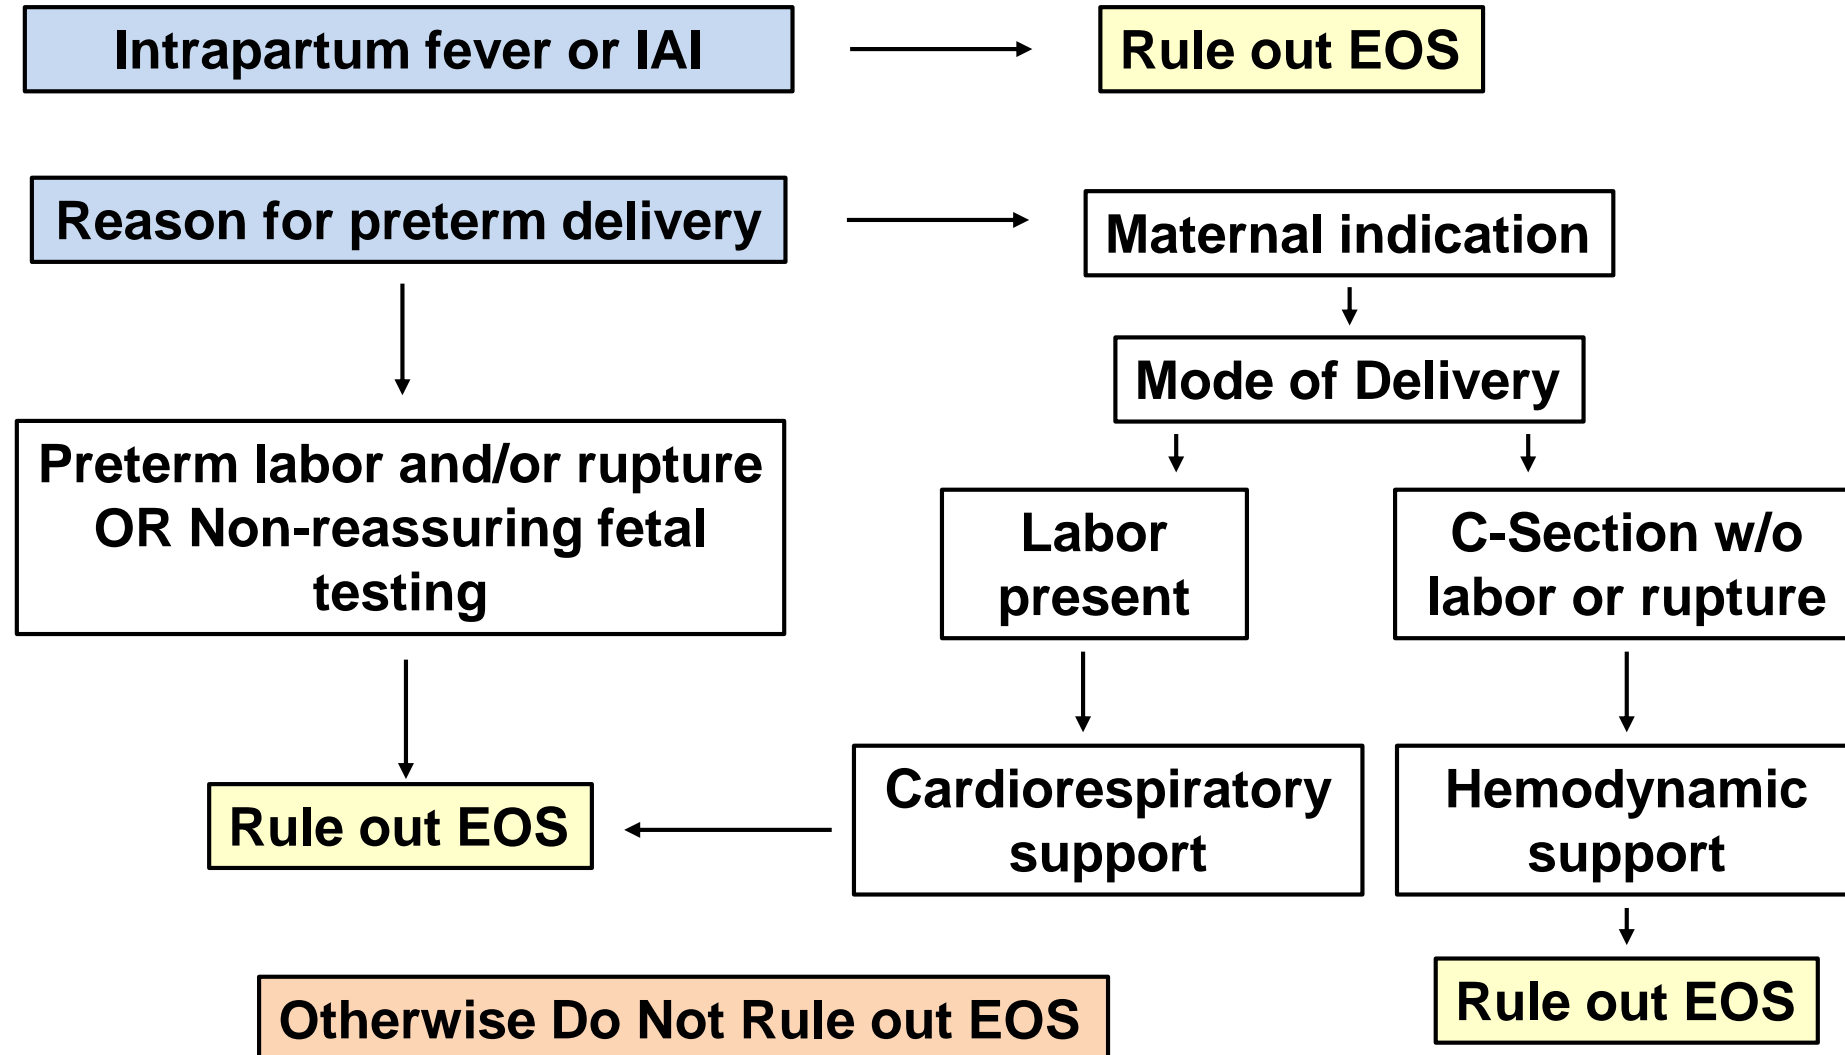 Intrapartum fever or IAI
Rule out EOS
Reason for preterm delivery
Maternal indication
Mode of Delivery
Preterm labor and/or rupture
OR Non-reassuring fetal
testing
Labor
present
C-Section w/o
labor or rupture
Cardiorespiratory
support
Hemodynamic
support
Rule out EOS
Rule out EOS
Otherwise Do Not Rule out EOS